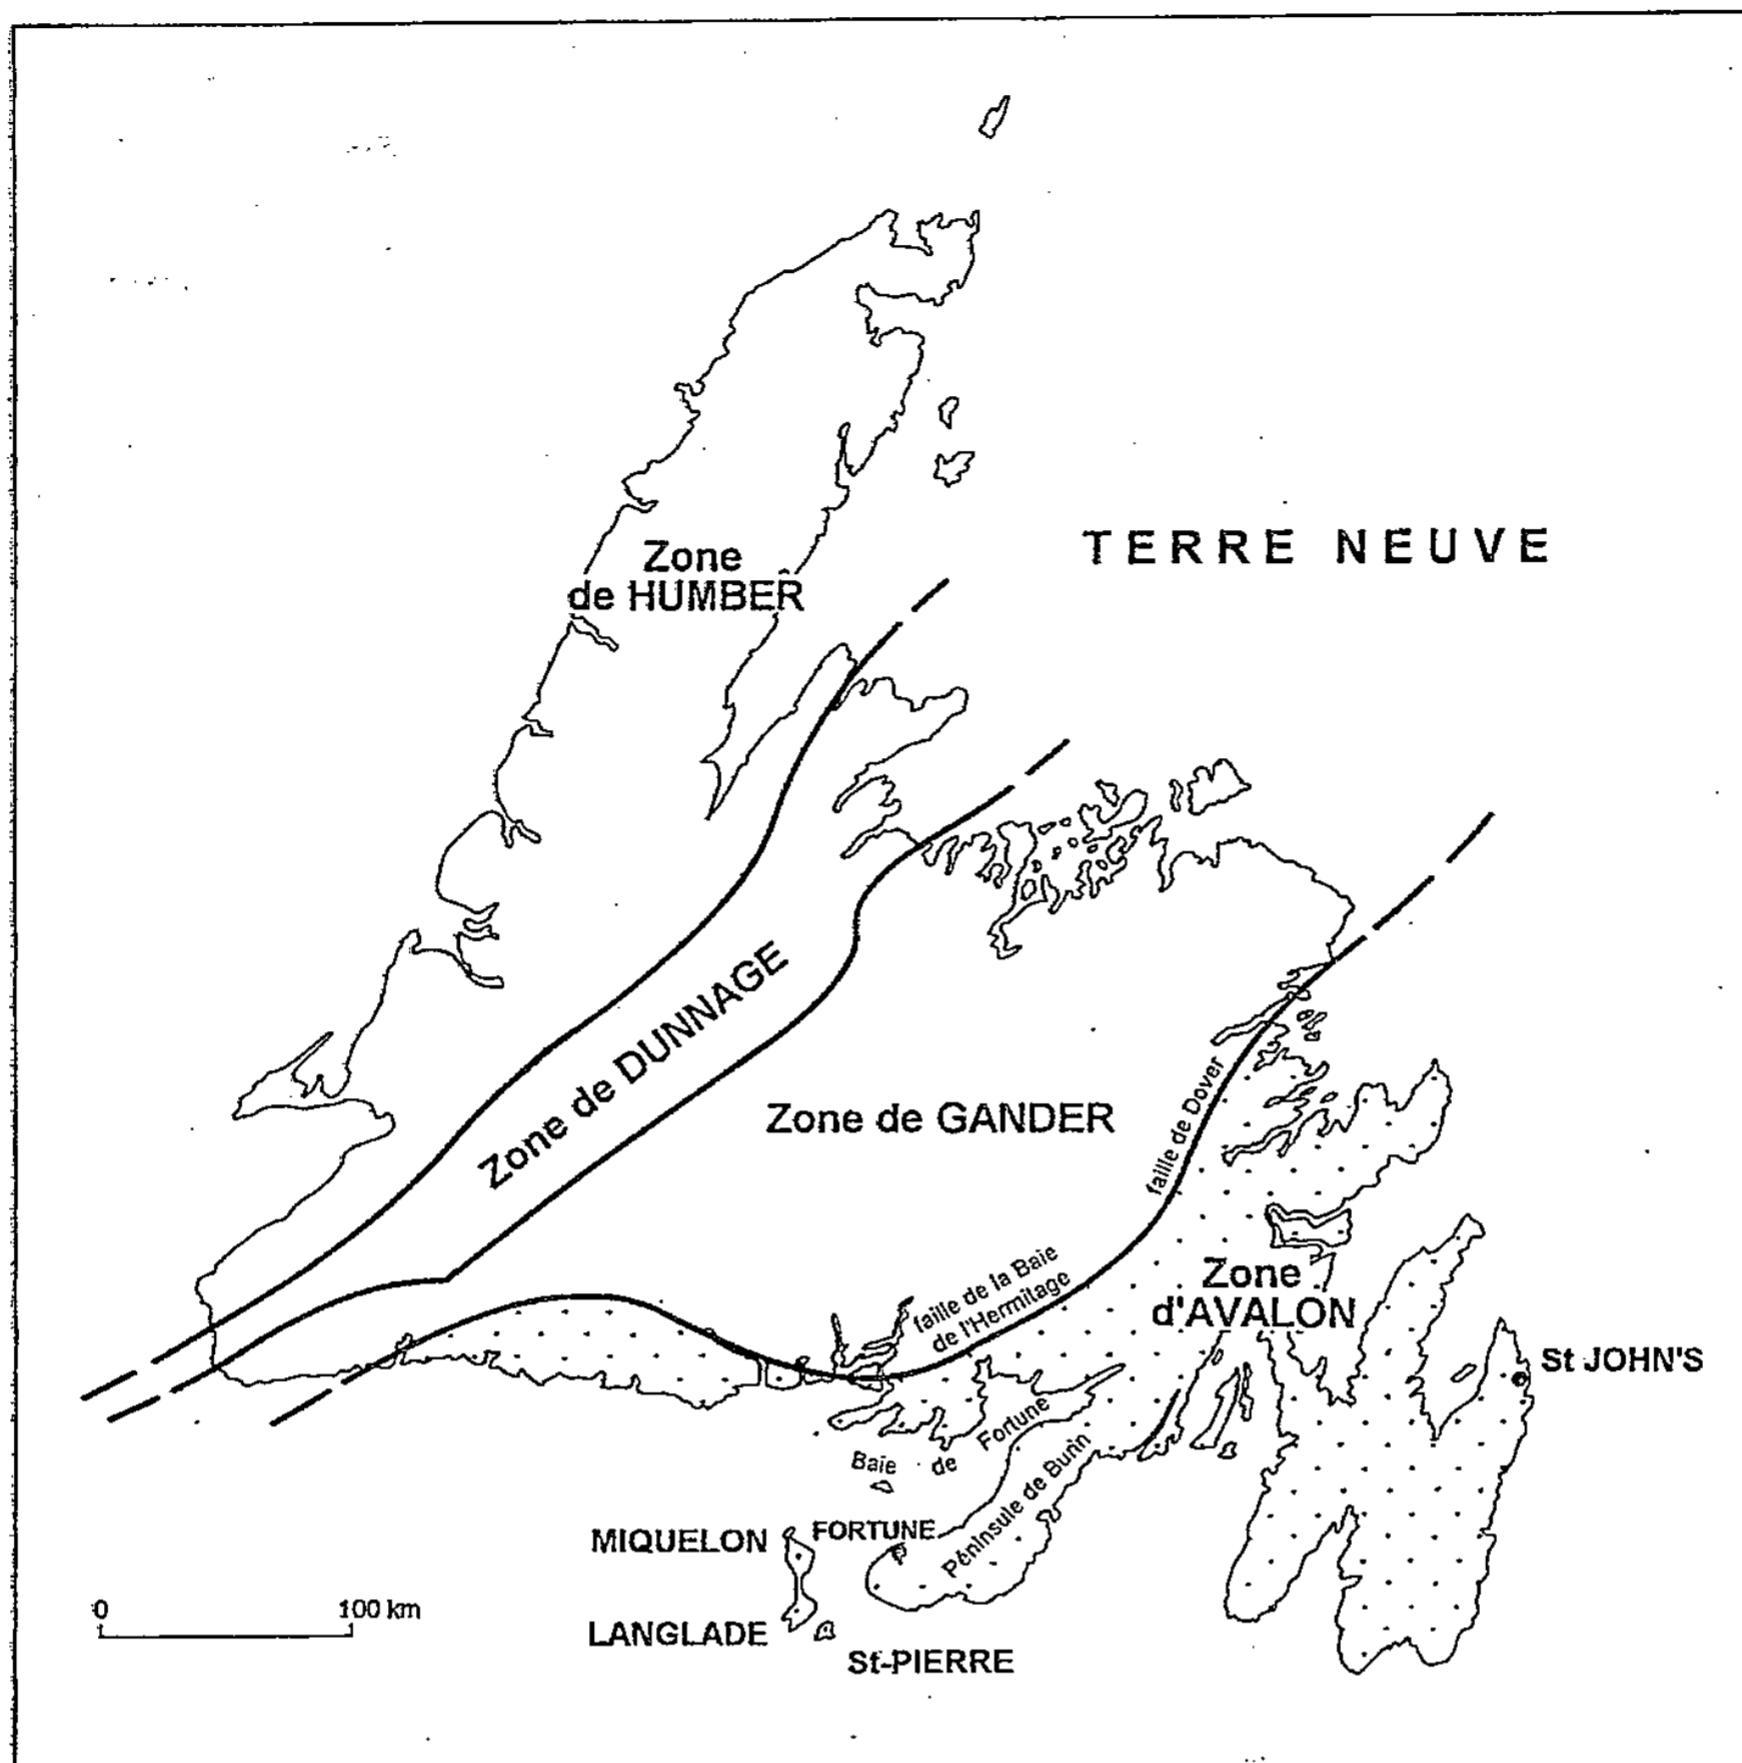 TERRE NEUVE
Zone
de HUMBER
Zone de DUNNAGE
Zone de GANDER
faille de Dover
faille de la Baie
de l'Hermitage
Zone
d'AVALON
St JOHN'S
Baie de Fortune
Péninsule de Burin
MIQUELON
FORTUNE
LANGLADE
St-PIERRE
0 100 km